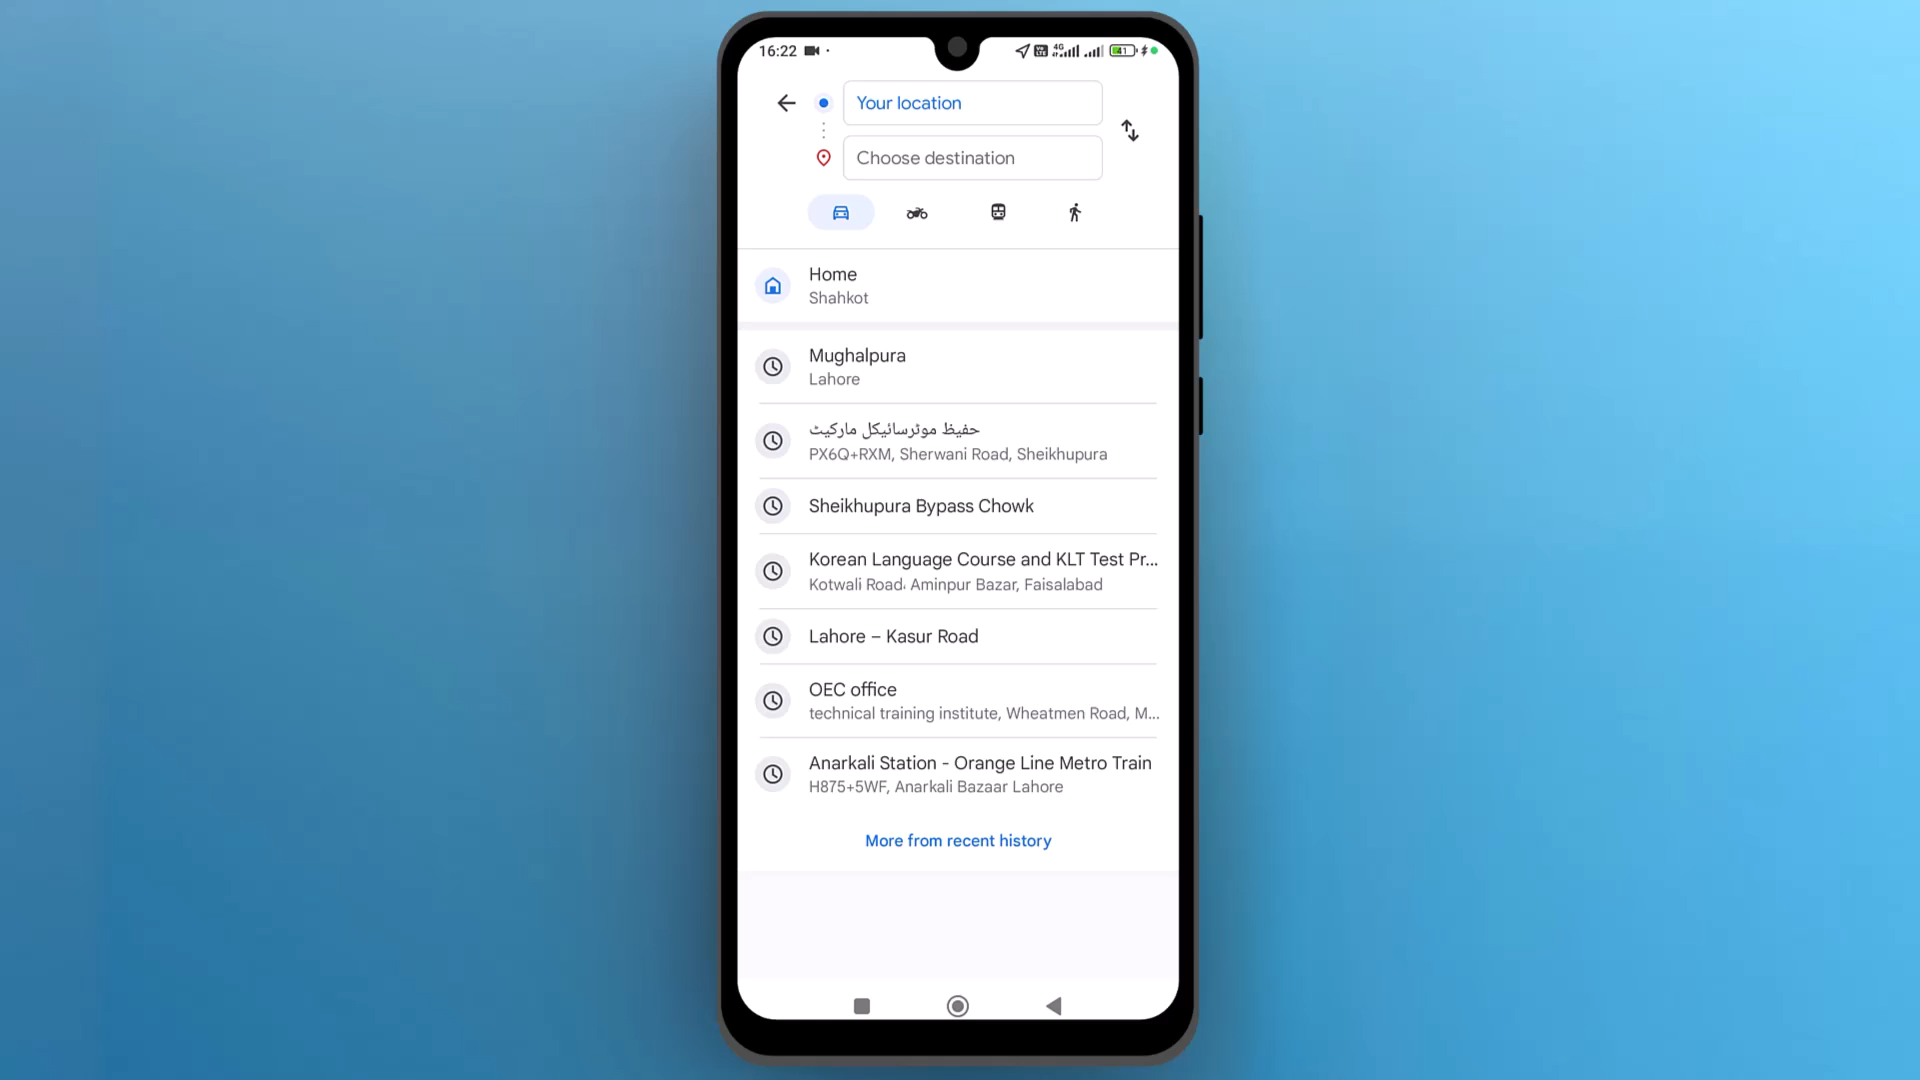 16:22
4G
41
Your location
Choose destination
Home
Shahkot
Mughalpura
Lahore
حفیظ موٹرسائیکل مارکیٹ
PX6Q+RXM, Sherwani Road, Sheikhupura
Sheikhupura Bypass Chowk
Korean Language Course and KLT Test Pr...
Kotwali Road، Aminpur Bazar, Faisalabad
Lahore – Kasur Road
OEC office
technical training institute, Wheatmen Road, M...
Anarkali Station - Orange Line Metro Train
H875+5WF, Anarkali Bazaar Lahore
More from recent history